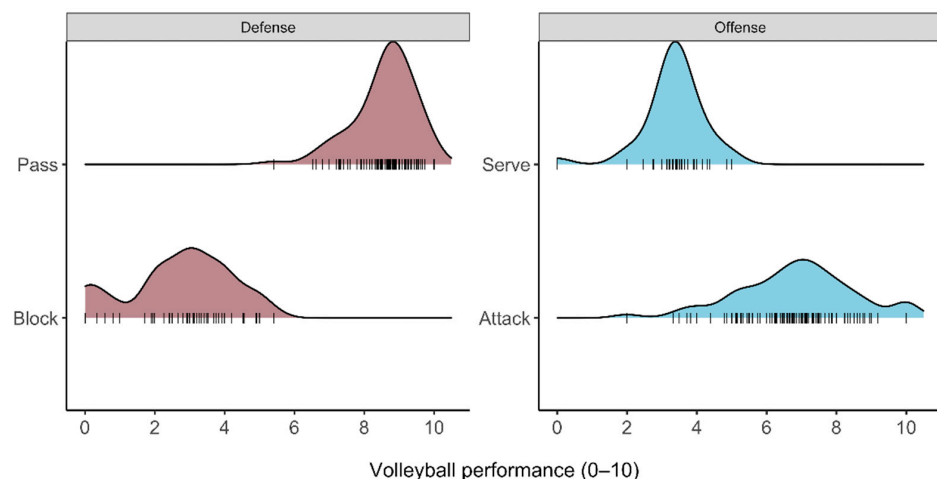 Defense
Offense
Pass
Block
Serve
Attack
0 2 4 6 8 10
0 2 4 6 8 10
Volleyball performance (0–10)